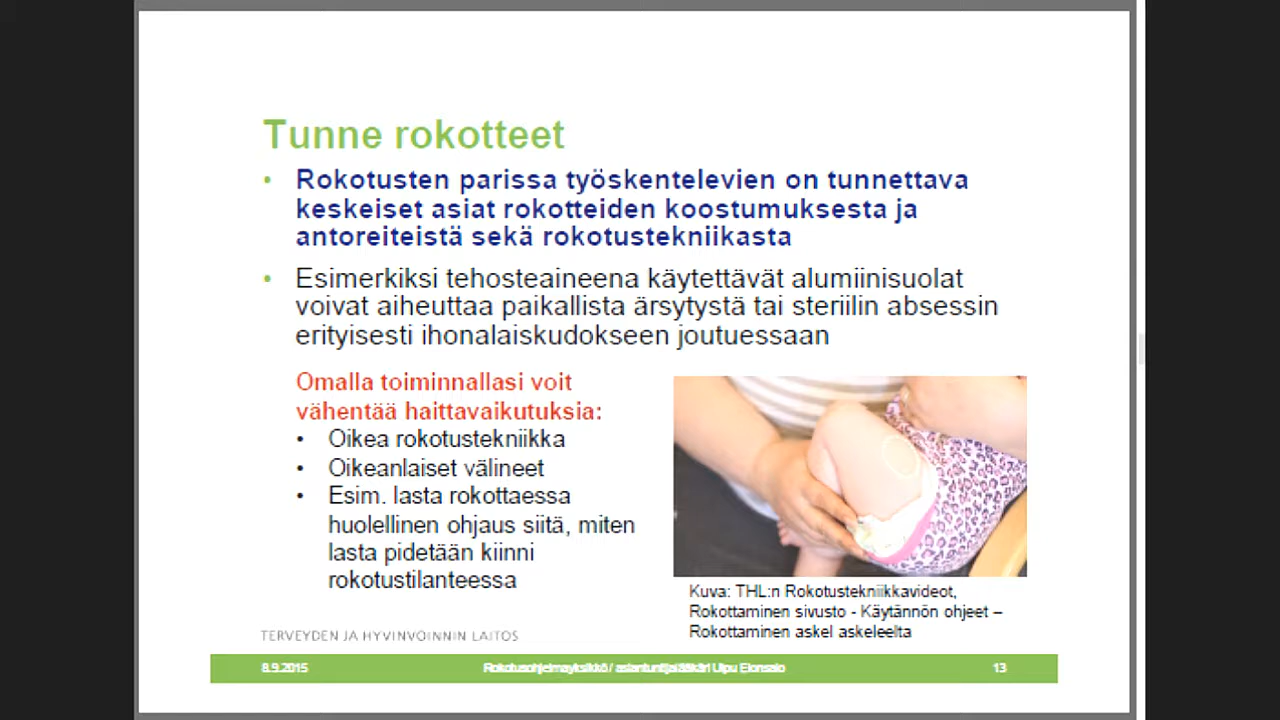 Tunne rokotteet
• Rokotusten parissa työskentelevien on tunnettava
keskeiset asiat rokotteiden koostumuksesta ja
antoreiteistä sekä rokotustekniikasta
• Esimerkiksi tehosteaineena käytettävät alumiinisuolat
voivat aiheuttaa paikallista ärsytystä tai steriilin absessin
erityisesti ihonalaiskudokseen joutuessaan
Omalla toiminnallasi voit
vähentää haittavaikutuksia:
• Oikea rokotustekniikka
• Oikeanlaiset välineet
• Esim. lasta rokottaessa
huolellinen ohjaus siitä, miten
lasta pidetään kiinni
rokotustilanteessa
Kuva: THL:n Rokotustekniikkavideot,
Rokottaminen sivusto - Käytännön ohjeet –
Rokottaminen askel askeleelta
TERVEYDEN JA HYVINVOINNIN LAITOS
8.9.2015
/ Ulpu Elonsalo
13